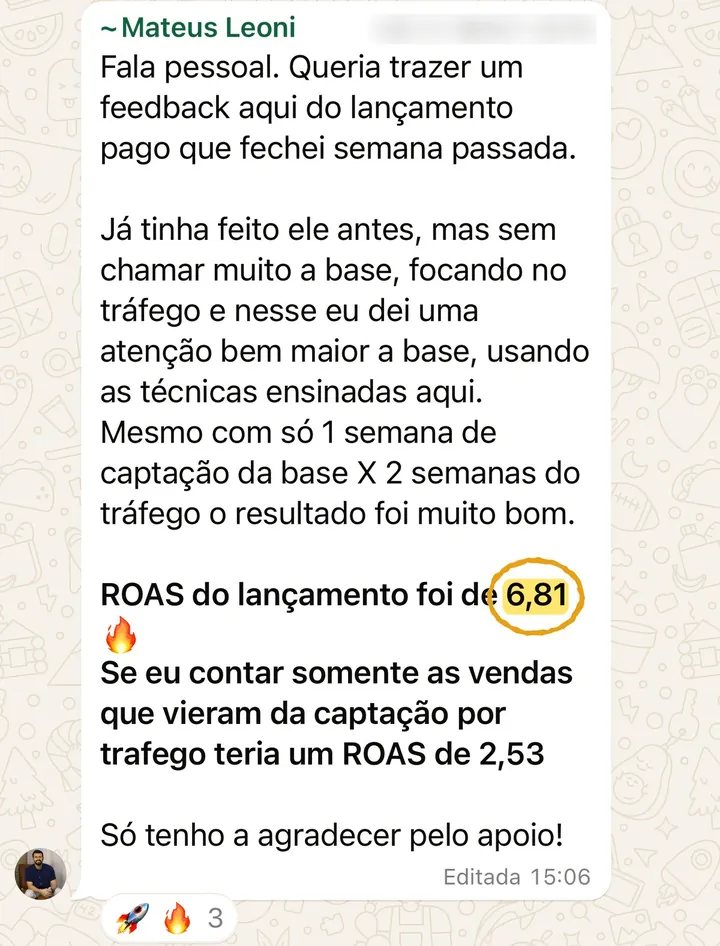 ~Mateus Leoni
Fala pessoal. Queria trazer um
feedback aqui do lançamento
pago que fechei semana passada.
Já tinha feito ele antes, mas sem
chamar muito a base, focando no
tráfego e nesse eu dei uma
atenção bem maior a base, usando
as técnicas ensinadas aqui.
Mesmo com só 1 semana de
captação da base X 2 semanas do
tráfego o resultado foi muito bom.
ROAS do lançamento foi de 6,81
🔥
Se eu contar somente as vendas
que vieram da captação por
trafego teria um ROAS de 2,53
Só tenho a agradecer pelo apoio!
Editada 15:06
🚀 🔥 3